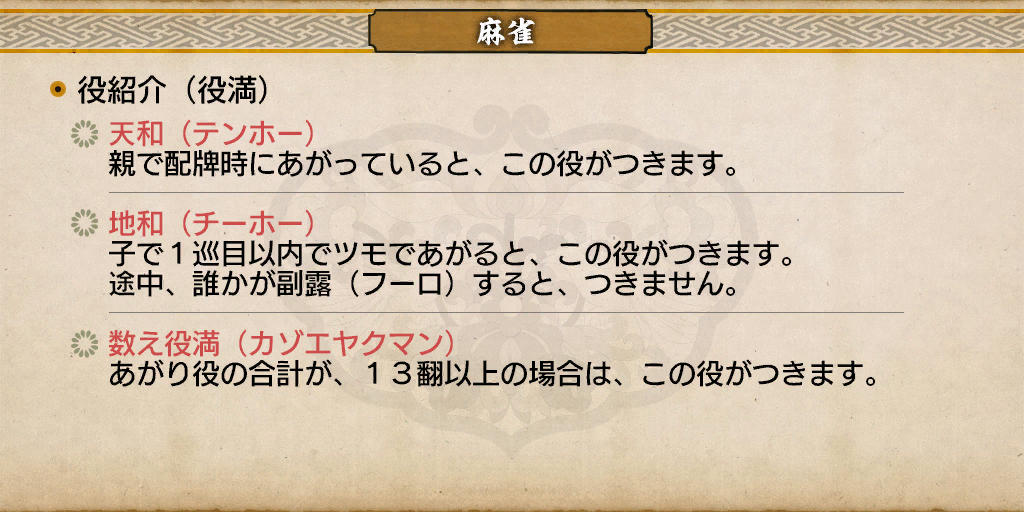 麻雀
役紹介（役満）
天和（テンホー）
親で配牌時にあがっていると、この役がつきます。
地和（チーホー）
子で１巡目以内でツモであがると、この役がつきます。
途中、誰かが副露（フーロ）すると、つきません。
数え役満（カゾエヤクマン）
あがり役の合計が、１３翻以上の場合は、この役がつきます。